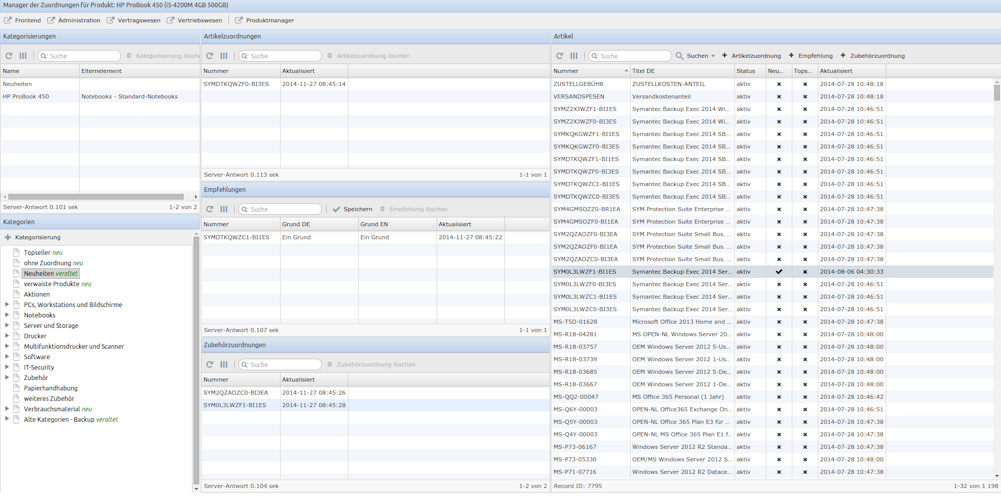 Manager der Zuordnungen für Produkt: HP ProBook 450 (i5-4200M 4GB 500GB)
Frontend Administration Vertragswesen Vertriebswesen Produktmanager
Kategorisierungen
Suche Kategorisierung lösche
Name Elternelement
Neuheiten
HP ProBook 450 Notebooks - Standard-Notebooks
Server-Antwort 0.101 sek 1-2 von 2
Kategorien
Kategorisierung
Topseller neu
ohne Zuordnung neu
Neuheiten veraltet
verwaiste Produkte neu
Aktionen
PCs, Workstations und Bildschirme
Notebooks
Server und Storage
Drucker
Multifunktionsdrucker und Scanner
Software
IT-Security
Zubehör
Papierhandhabung
weiteres Zubehör
Verbrauchsmaterial neu
Alte Kategorien - Backup veraltet
Artikelzuordnungen
Suche Artikelzuordnung löschen
Nummer Aktualisiert
SYMDTKQWZF0-BI3ES 2014-11-27 08:45:14
Server-Antwort 0.113 sek 1-1 von 1
Empfehlungen
Suche Speichern Empfehlung löschen
Nummer Grund DE Grund EN Aktualisiert
SYMDTKQWZC1-BI1ES Ein Grund Ein Grund 2014-11-27 08:45:22
Server-Antwort 0.107 sek 1-1 von 1
Zubehörzuordnungen
Suche Zubehörzuordnung löschen
Nummer Aktualisiert
SYM2QZAOZC0-BI3EA 2014-11-27 08:45:26
SYM0L3LWZF1-BI1ES 2014-11-27 08:45:28
Server-Antwort 0.104 sek 1-2 von 2
Artikel
Suche Suchen Artikelzuordnung Empfehlung Zubehörzuordnung
Nummer Titel DE Status Neu... Tops... Aktualisiert
ZUSTELLGEBÜHR ZUSTELLKOSTEN-ANTEIL aktiv 2014-07-28 10:48:18
VERSANDSPESEN Versandkostenanteil aktiv 2014-07-28 10:48:18
SYMZ2XJWZF1-BI1ES Symantec Backup Exec 2014 Wi... aktiv 2014-07-28 10:46:51
SYMZ2XJWZF0-BI3ES Symantec Backup Exec 2014 Wi... aktiv 2014-07-28 10:46:51
SYMKQKGWZF1-BI1ES Symantec Backup Exec 2014 SB... aktiv 2014-07-28 10:46:51
SYMKQKGWZF0-BI3ES Symantec Backup Exec 2014 SB... aktiv 2014-07-28 10:46:51
SYMDTKQWZF1-BI1ES Symantec Backup Exec 2014 SB... aktiv 2014-07-28 10:46:51
SYMDTKQWZF0-BI3ES Symantec Backup Exec 2014 SB... aktiv 2014-07-28 10:46:51
SYMDTKQWZC1-BI1ES Symantec Backup Exec 2014 SB... aktiv 2014-07-28 10:46:51
SYMDTKQWZC0-BI3ES Symantec Backup Exec 2014 SB... aktiv 2014-07-28 10:46:51
SYM4GMSOZZ0-BR1EA SYM Protection Suite Enterprise ... aktiv 2014-07-28 10:47:38
SYM4GMSOZF0-BI1EA SYM Protection Suite Enterprise ... aktiv 2014-07-28 10:47:38
SYM2QZAOZF0-BI3EA SYM Protection Suite Small Bus. ... aktiv 2014-07-28 10:47:38
SYM2QZAOZF0-BI1EA SYM Protection Suite Small Bus. ... aktiv 2014-07-28 10:47:38
SYM2QZAOZC0-BI3EA SYM Protection Suite Small Bus. ... aktiv 2014-07-28 10:47:38
SYM0L3LWZF1-BI1ES Symantec Backup Exec 2014 Ser... aktiv 2014-08-06 04:30:33
SYM0L3LWZF0-BI3ES Symantec Backup Exec 2014 Ser... aktiv 2014-07-28 10:46:51
SYM0L3LWZC1-BI1ES Symantec Backup Exec 2014 Ser... aktiv 2014-07-28 10:46:51
SYM0L3LWZC0-BI3ES Symantec Backup Exec 2014 Ser... aktiv 2014-07-28 10:46:51
MS-T5D-01628 Microsoft Office 2013 Home and ... aktiv 2014-07-28 10:47:38
MS-R18-04281 MS OPEN-NL Windows Server 20... aktiv 2014-07-28 10:48:00
MS-R18-03757 OEM Windows Server 2012 5-Us... aktiv 2014-07-28 10:48:00
MS-R18-03739 OEM Windows Server 2012 1-Us... aktiv 2014-07-28 10:48:00
MS-R18-03685 OEM Windows Server 2012 5-De... aktiv 2014-07-28 10:48:00
MS-R18-03667 OEM Windows Server 2012 1-De... aktiv 2014-07-28 10:48:00
MS-QQ2-00047 MS Office 365 Personal (1 Jahr) aktiv 2014-07-28 10:46:42
MS-Q6Y-00003 OPEN-NL Office365 Exchange On... aktiv 2014-07-28 10:46:51
MS-Q5Y-00003 OPEN-NL Office 365 Plan E3 für ... aktiv 2014-07-28 10:47:38
MS-Q4Y-00003 OPEN-NL MS Office 365 Plan E1 f... aktiv 2014-07-28 10:47:38
MS-P73-06167 Windows Server 2012 R2 Standa... aktiv 2014-07-28 10:47:38
MS-P73-05330 OEM/MS Windows Server 2012 S... aktiv 2014-07-28 10:48:00
MS-P71-07716 Windows Server 2012 R2 Datace... aktiv 2014-07-28 10:47:38
Record ID: 7795 1-32 von 1 198